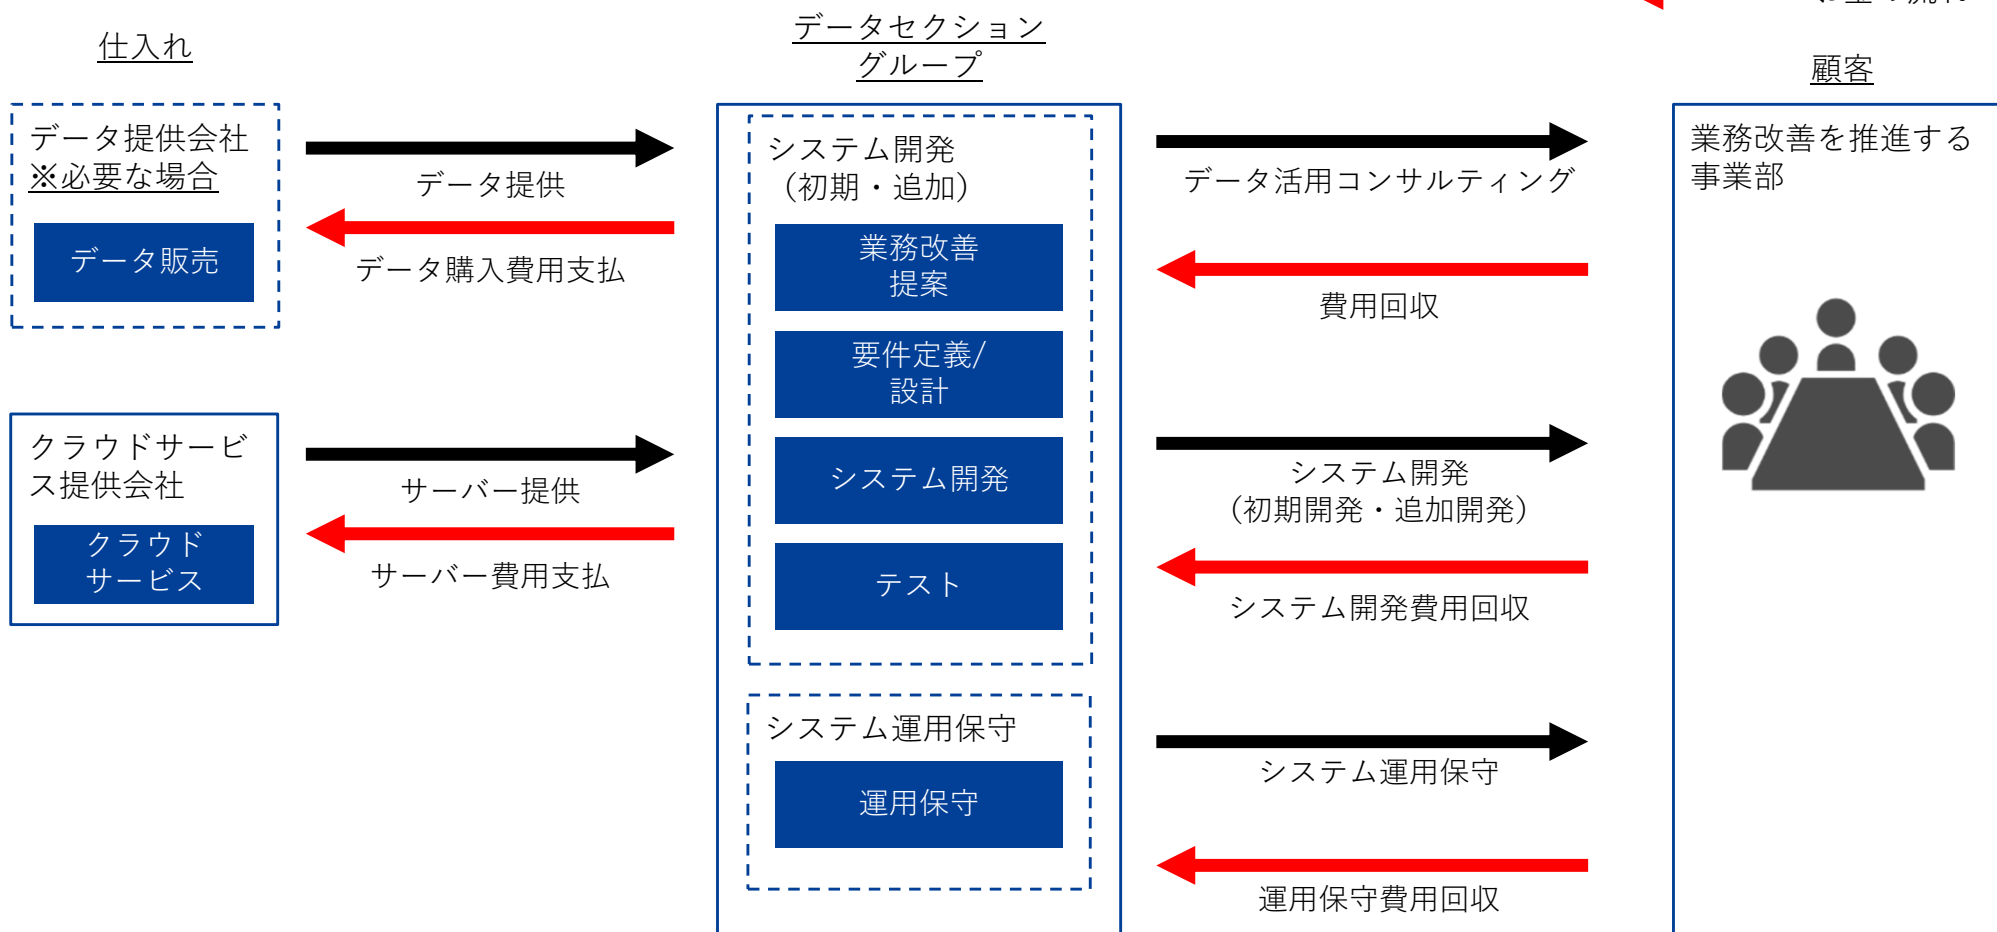 仕入れ
データセクション
グループ
顧客
データ提供会社
※必要な場合
データ販売
データ提供
データ購入費用支払
クラウドサービ
ス提供会社
クラウド
サービス
サーバー提供
サーバー費用支払
システム開発
（初期・追加）
業務改善
提案
要件定義/
設計
システム開発
テスト
システム運用保守
運用保守
データ活用コンサルティング
費用回収
システム開発
(初期開発・追加開発)
システム開発費用回収
システム運用保守
運用保守費用回収
業務改善を推進する
事業部